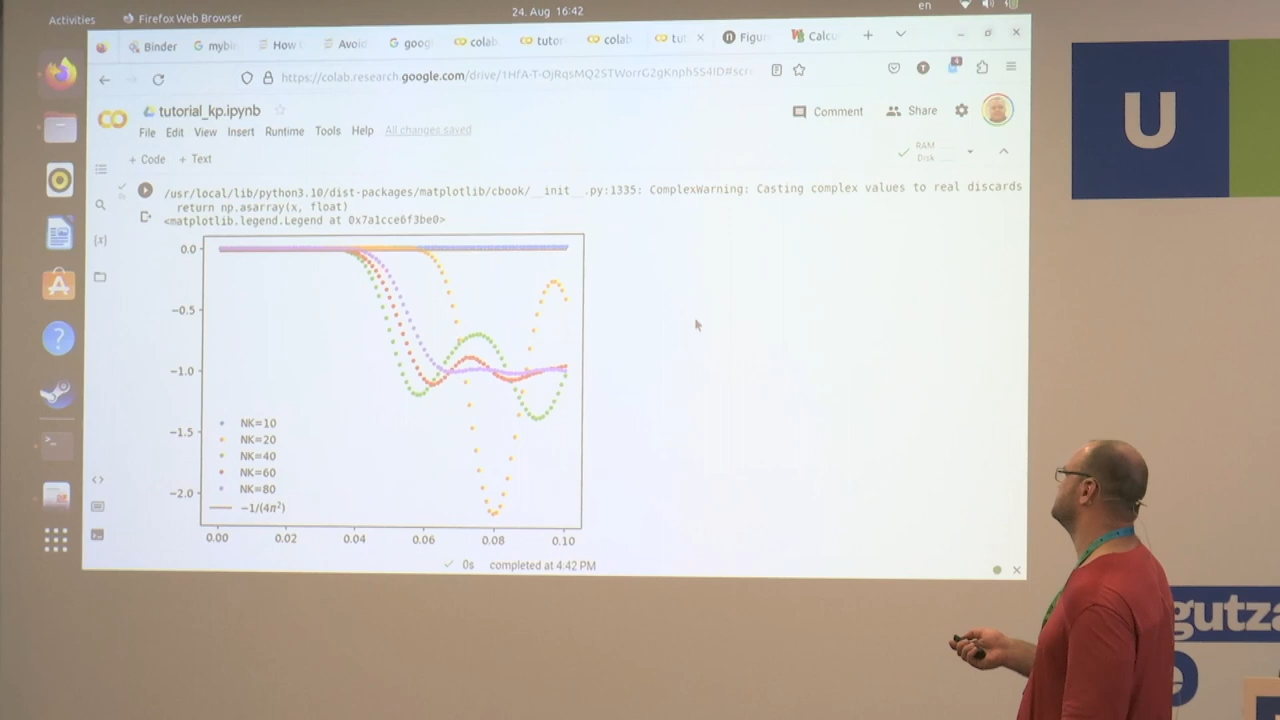 Activities
Firefox Web Browser
24. Aug 16:42
en
Binder
mybi
How t
Avoid
goog
colab
tutor
colab
tut
Figur
Calcu
https://colab.research.google.com/drive/
4
tutorial_kp.ipynb
Comment
Share
File Edit View Insert Runtime Tools Help All changes saved
+ Code + Text
RAM
Disk
/usr/local/lib/python3.10/dist-packages/matplotlib/cbook/__init__.py:1335: ComplexWarning: Casting complex values to real discards
return np.asarray(x, float)
<matplotlib.legend.Legend at 0x7a1cce6f3be0>
0.0
−0.5
−1.0
−1.5
−2.0
NK=10
NK=20
NK=40
NK=60
NK=80
−1/(4π²)
0.00 0.02 0.04 0.06 0.08 0.10
0s completed at 4:42 PM
U
gutza
e